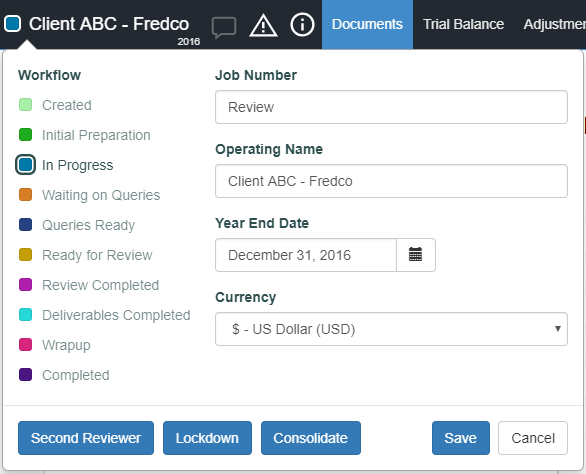 Client ABC - Fredco
2016
Documents
Trial Balance
Adjustmen
Workflow
Created
Initial Preparation
In Progress
Waiting on Queries
Queries Ready
Ready for Review
Review Completed
Deliverables Completed
Wrapup
Completed
Job Number
Review
Operating Name
Client ABC - Fredco
Year End Date
December 31, 2016
Currency
$ - US Dollar (USD)
Second Reviewer
Lockdown
Consolidate
Save
Cancel